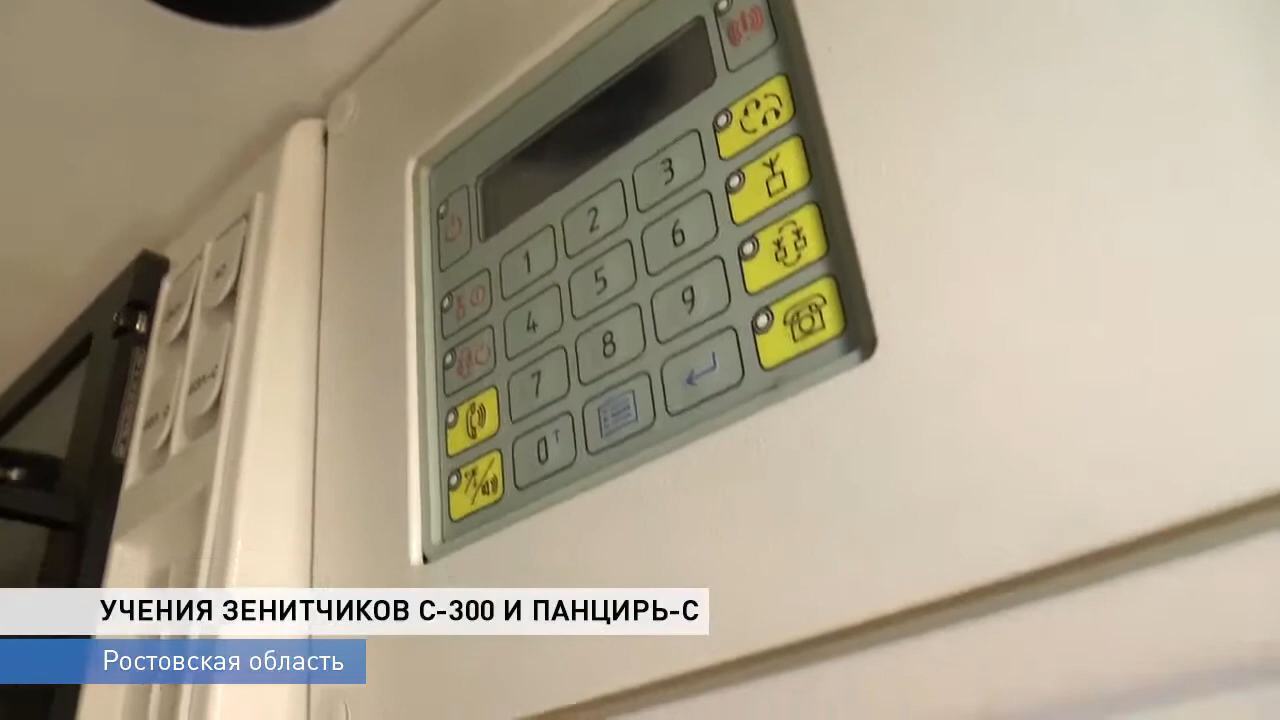 1 2 3
4 5 6
7 8 9
0 T
УЧЕНИЯ ЗЕНИТЧИКОВ С-300 И ПАНЦИРЬ-С
Ростовская область